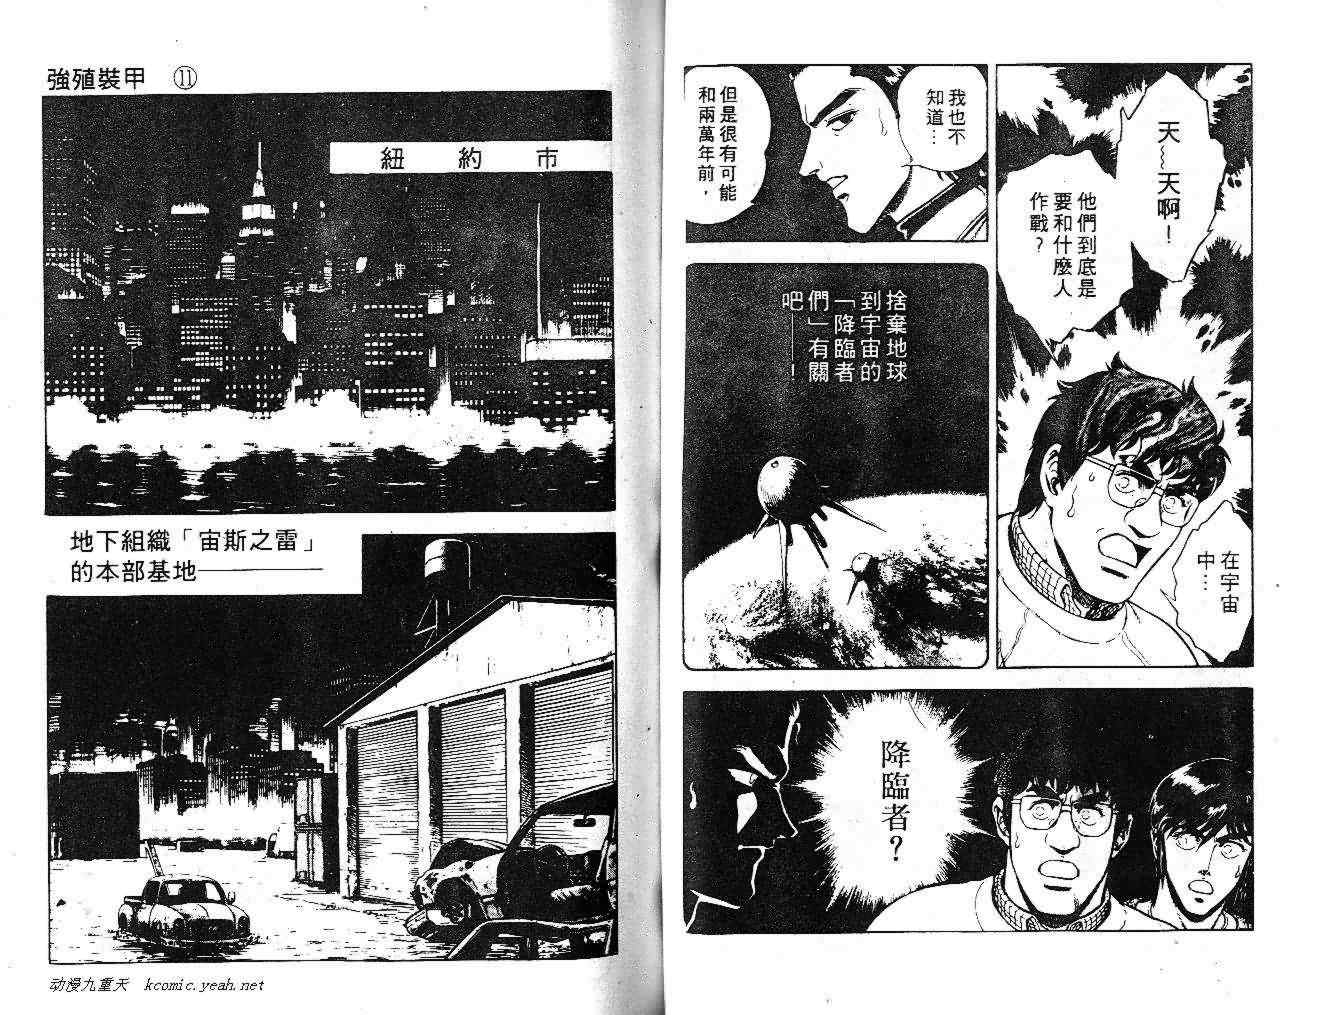 天~天啊！
他們到底是
要和什麼人
作戰？
在宇宙
中…
我也不
知道…
但是很有可能
和兩萬年前，
捨棄地球
到宇宙的
「降臨者
們」有關
吧——！
降臨者？
強殖裝甲 ⑪
紐約市
地下組織「宙斯之雷」
的本部基地———
动漫九重天 kcomic.yeah.net